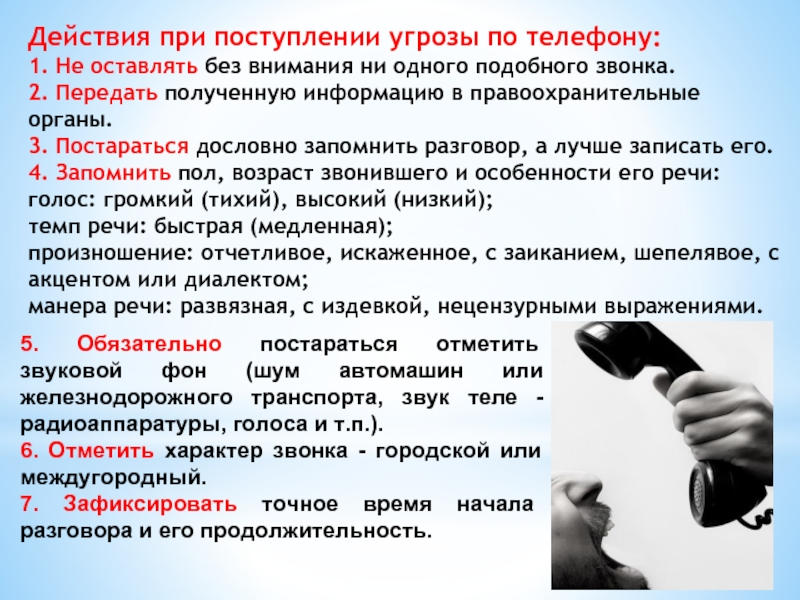 Действия при поступлении угрозы по телефону:
1. Не оставлять без внимания ни одного подобного звонка.
2. Передать полученную информацию в правоохранительные
органы.
3. Постараться дословно запомнить разговор, а лучше записать его.
4. Запомнить пол, возраст звонившего и особенности его речи:
голос: громкий (тихий), высокий (низкий);
темп речи: быстрая (медленная);
произношение: отчетливое, искаженное, с заиканием, шепелявое, с
акцентом или диалектом;
манера речи: развязная, с издевкой, нецензурными выражениями.
5. Обязательно постараться отметить
звуковой фон (шум автомашин или
железнодорожного транспорта, звук теле -
радиоаппаратуры, голоса и т.п.).
6. Отметить характер звонка - городской или
междугородный.
7. Зафиксировать точное время начала
разговора и его продолжительность.